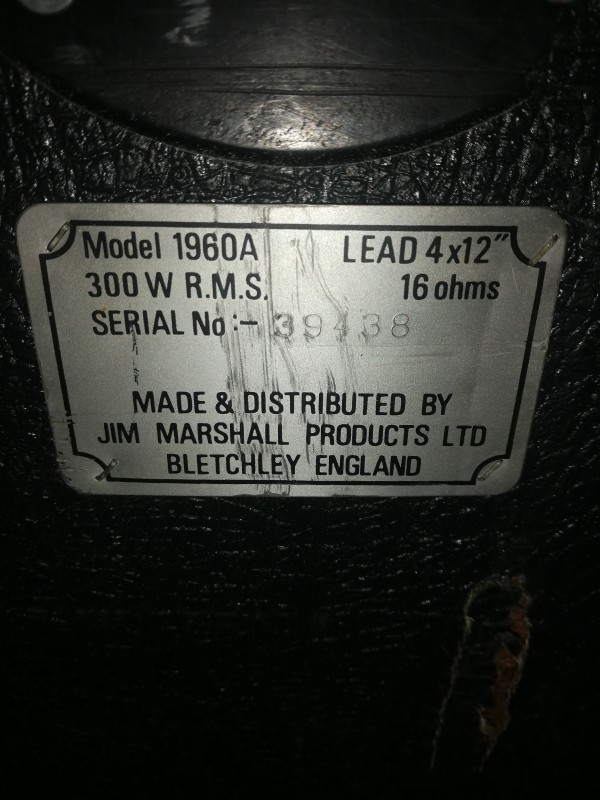 Model 1960A LEAD 4x12"
300 W R.M.S. 16 ohms
SERIAL No :- 39438
MADE & DISTRIBUTED BY
JIM MARSHALL PRODUCTS LTD
BLETCHLEY ENGLAND